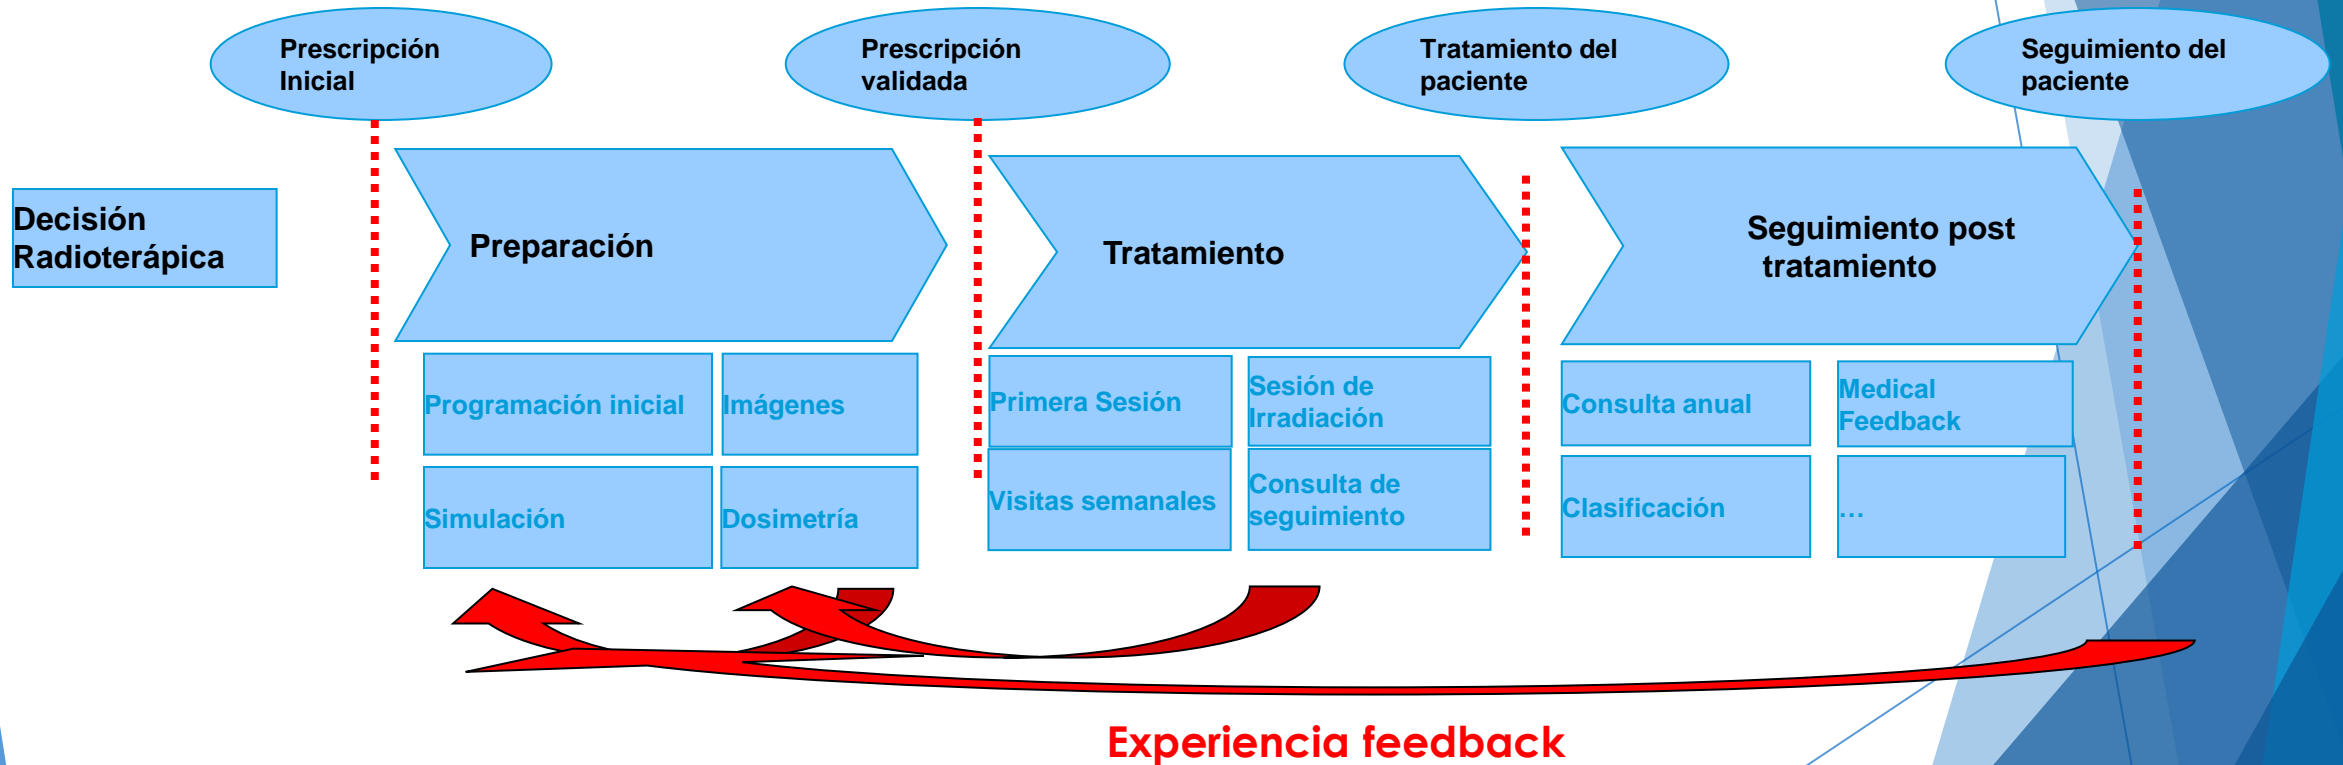 Prescripción
Inicial
Prescripción
validada
Tratamiento del
paciente
Seguimiento del
paciente
Decisión
Radioterápica
Preparación
Tratamiento
Seguimiento post
tratamiento
Programación inicial
Imágenes
Simulación
Dosimetría
Primera Sesión
Sesión de
Irradiación
Visitas semanales
Consulta de
seguimiento
Consulta anual
Medical
Feedback
Clasificación
…
Experiencia feedback